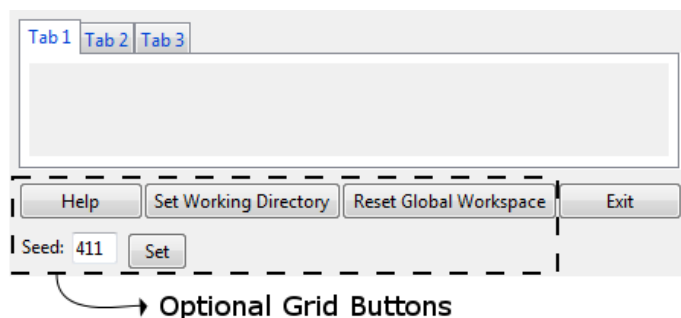 Tab 1 Tab 2 Tab 3
Help Set Working Directory Reset Global Workspace Exit
Seed: 411 Set
Optional Grid Buttons